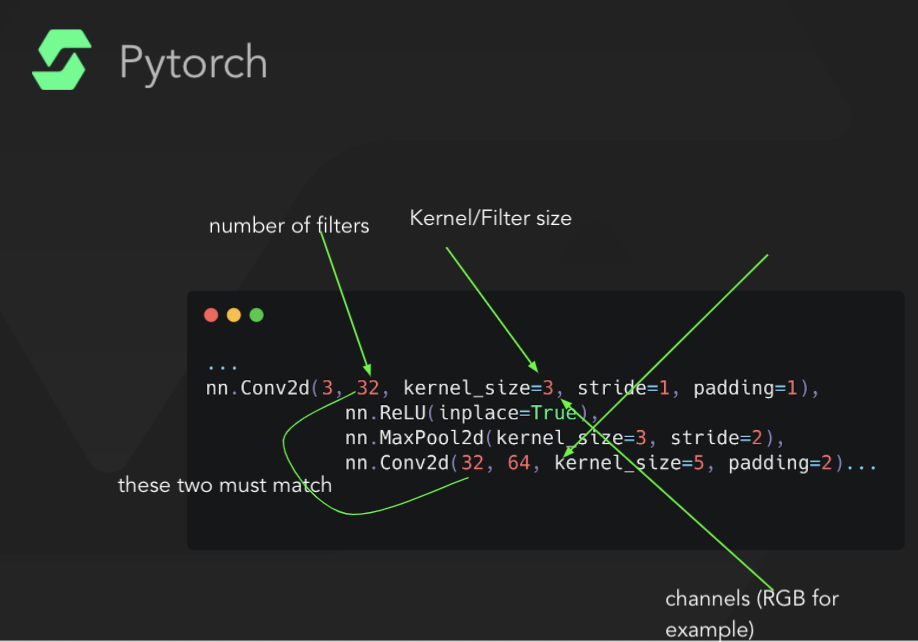 Pytorch
number of filters
Kernel/Filter size
...
nn.Conv2d(3, 32, kernel_size=3, stride=1, padding=1),
nn.ReLU(inplace=True),
nn.MaxPool2d(kernel_size=3, stride=2),
nn.Conv2d(32, 64, kernel_size=5, padding=2)...
these two must match
channels (RGB for
example)